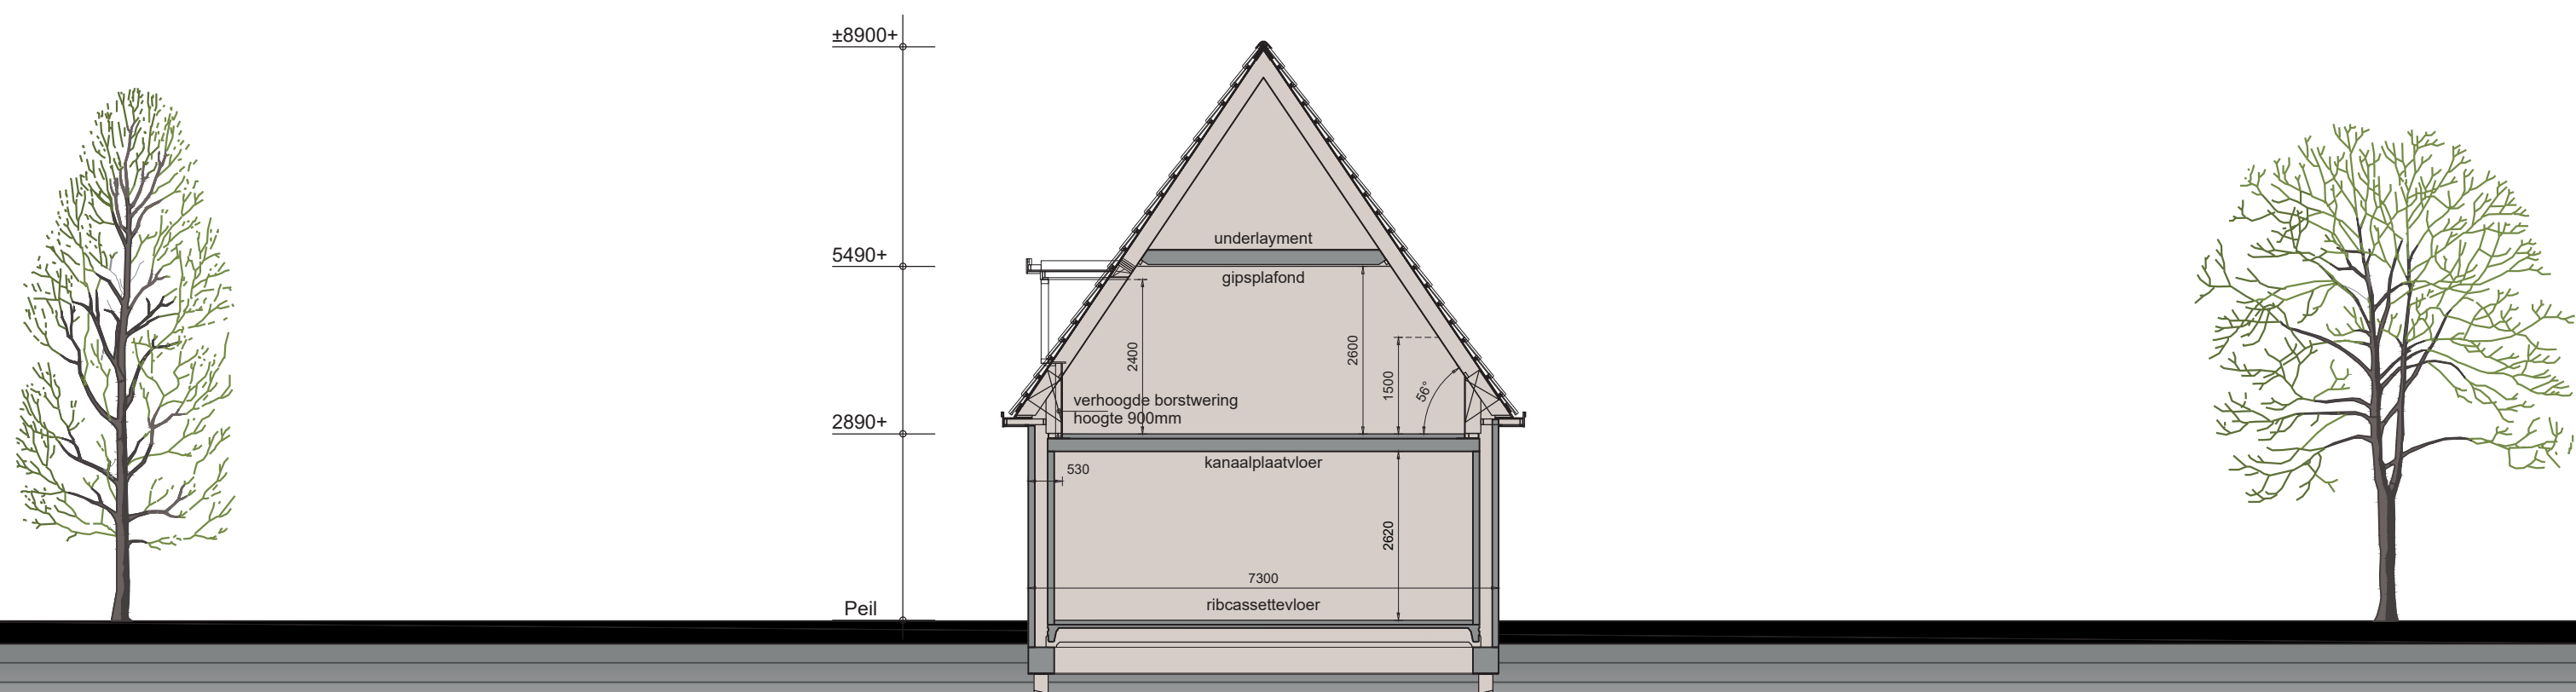 ±8900+
5490+
2890+
Peil
underlayment
gipsplafond
2400
2600
1500
56°
verhoogde borstwering
hoogte 900mm
kanaalplaatvloer
530
2620
7300
ribcassettevloer